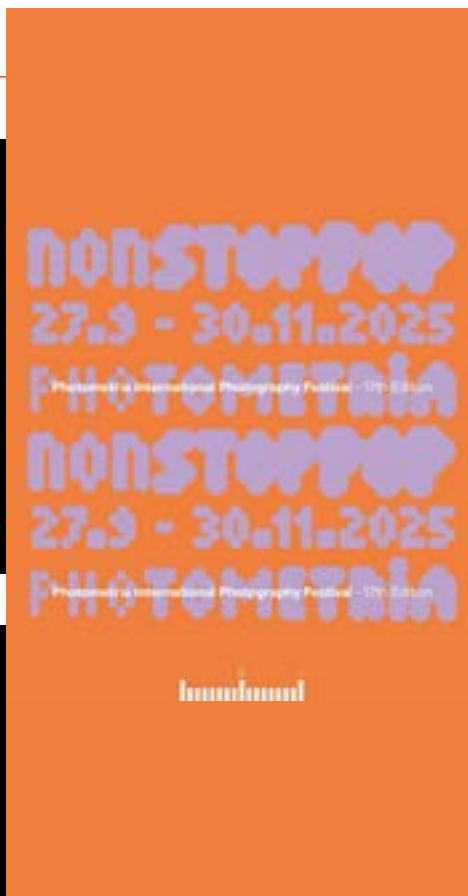 nonSTOPPOP
27.9 - 30.11.2025
PHOTOMETRiA
Photometria International Photography Festival - 17th Edition
nonSTOPPOP
27.9 - 30.11.2025
PHOTOMETRiA
Photometria International Photography Festival - 17th Edition